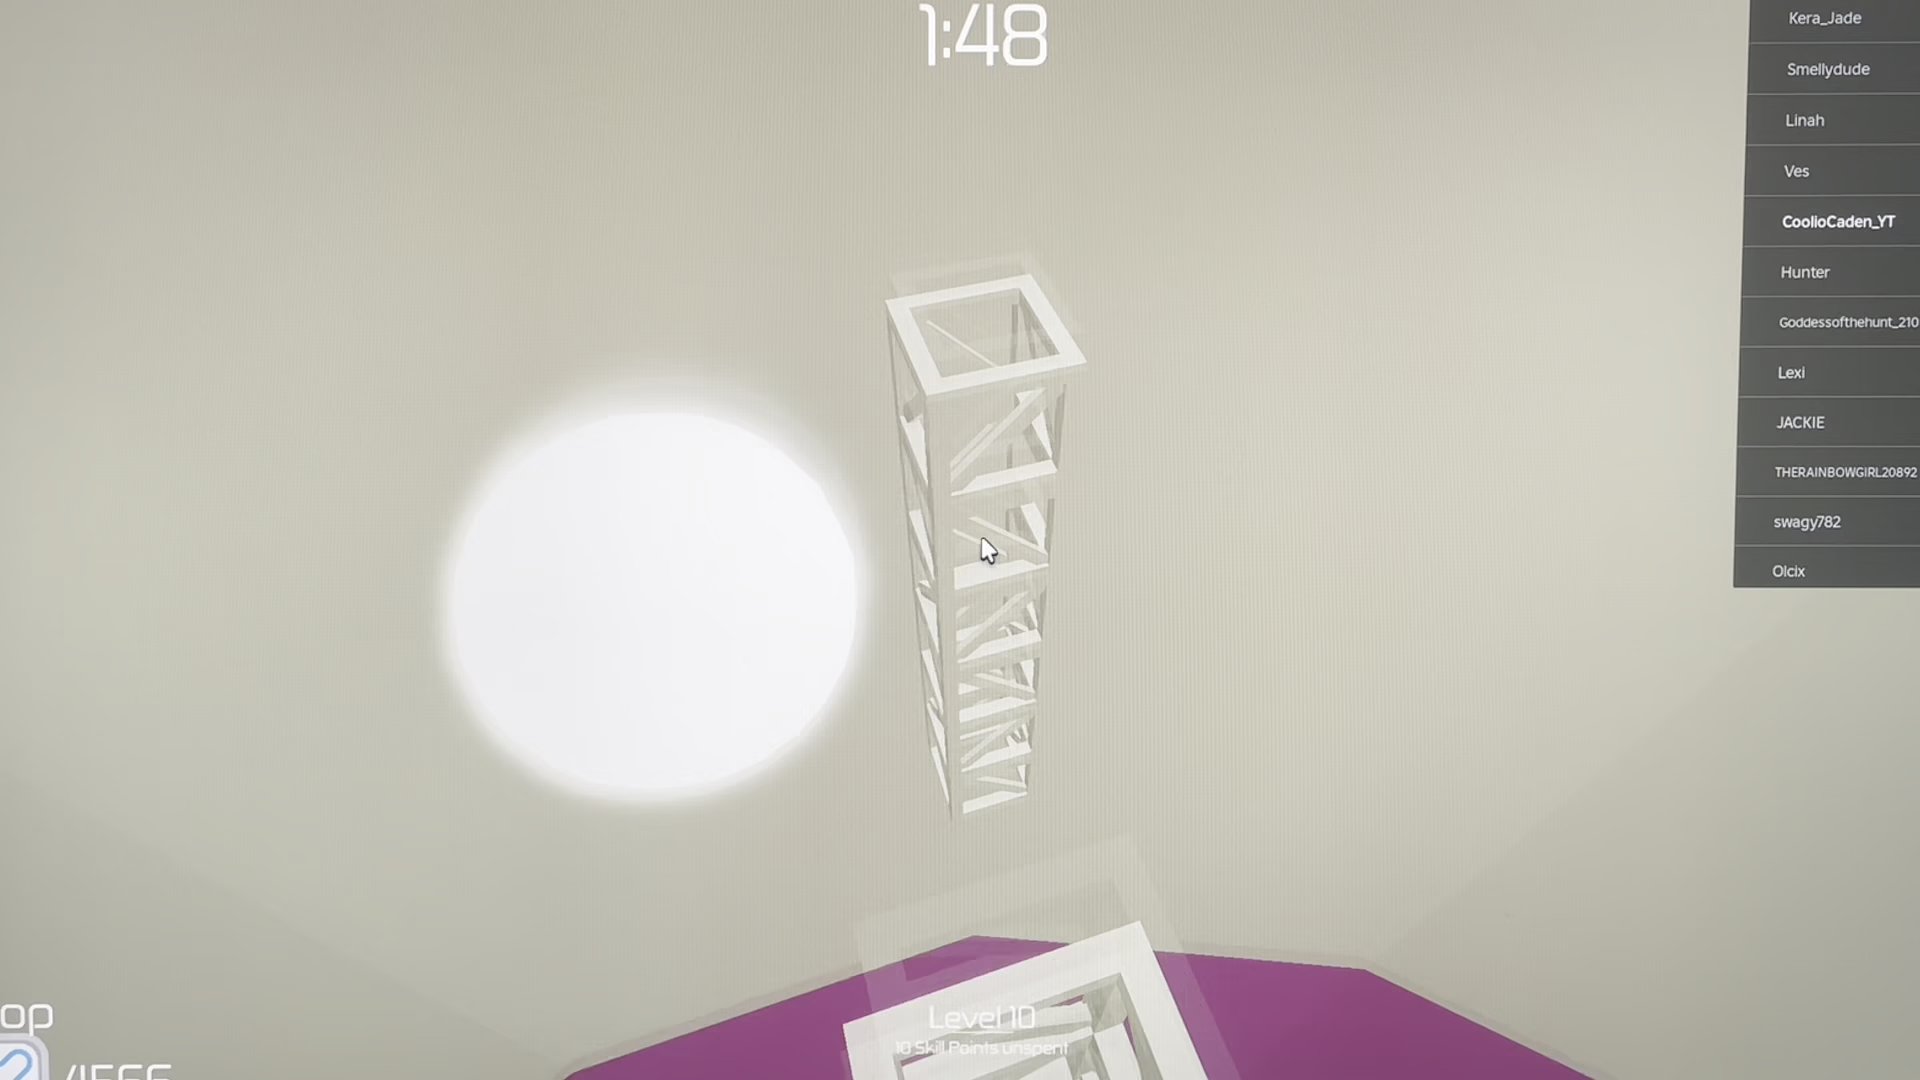 1:48
Kera_Jade
Smellydude
Linah
Ves
CoolioCaden_YT
Hunter
Goddessofthehunt_210
Lexi
JACKIE
THERAINBOWGIRL20892
swagy782
Olcix
op
Level 10
10 Skill Points unspent